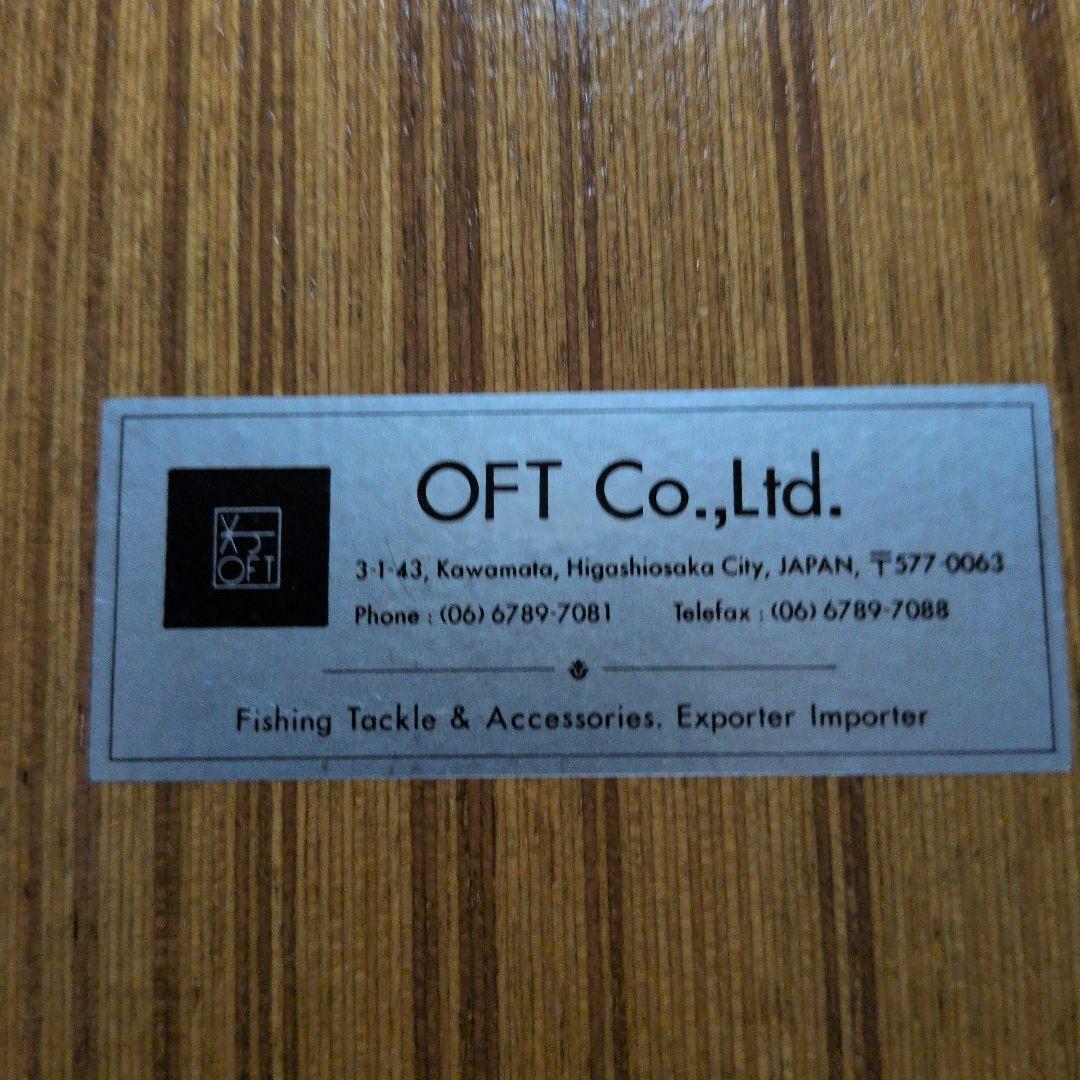 OFT Co.,Ltd.
OFT
3-1-43, Kawamata, Higashiosaka City, JAPAN, 〒577-0063
Phone : (06) 6789-7081 Telefax : (06) 6789-7088
Fishing Tackle & Accessories. Exporter Importer